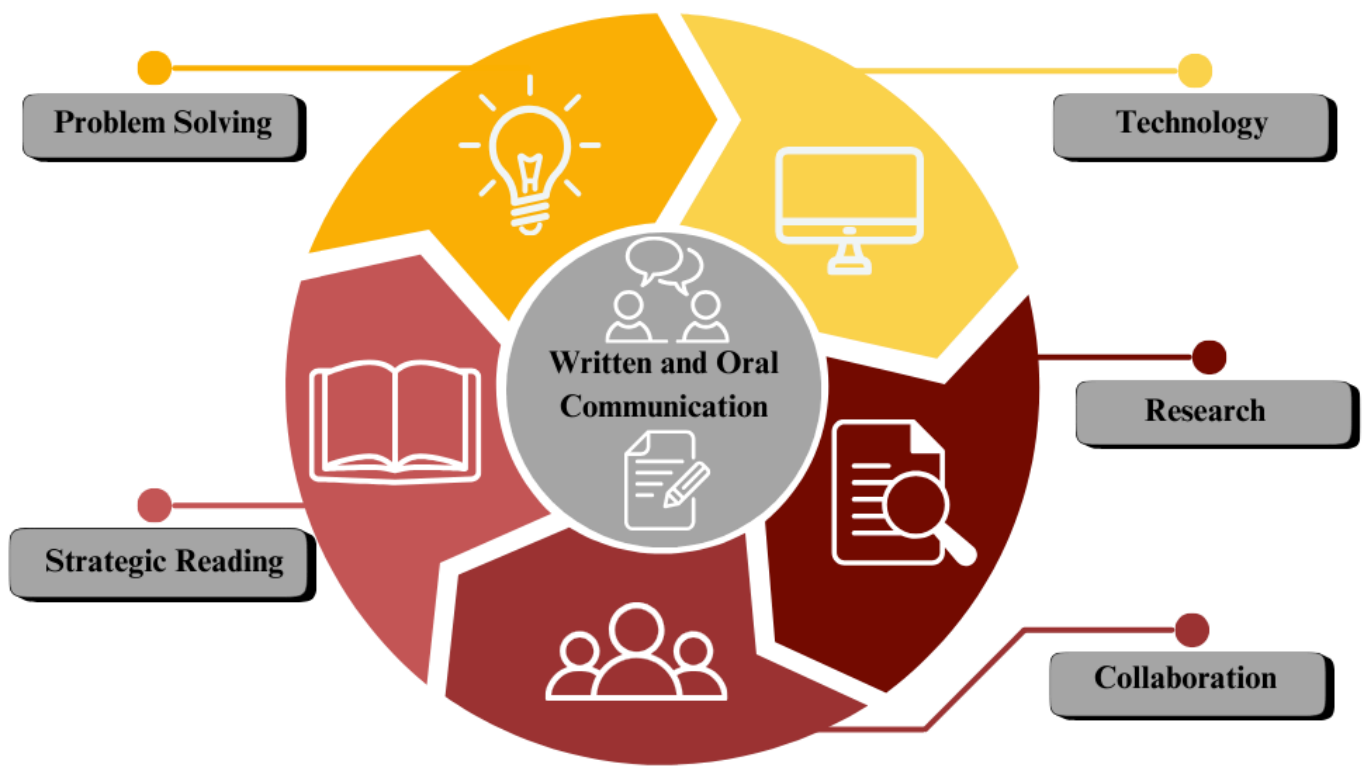 Problem Solving
Technology
Written and Oral
Communication
Research
Strategic Reading
Collaboration